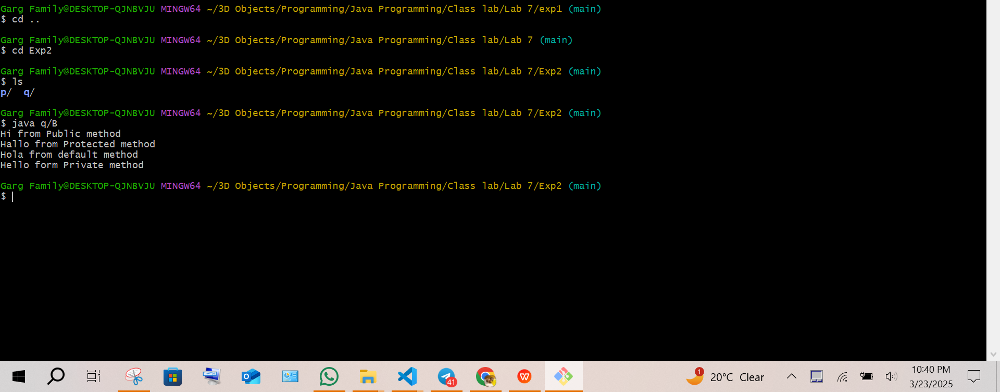 Garg Family@DESKTOP-QJNBVJU MINGW64 ~/3D Objects/Programming/Java Programming/Class lab/Lab 7/exp1 (main)
$ cd ..
Garg Family@DESKTOP-QJNBVJU MINGW64 ~/3D Objects/Programming/Java Programming/Class lab/Lab 7 (main)
$ cd Exp2
Garg Family@DESKTOP-QJNBVJU MINGW64 ~/3D Objects/Programming/Java Programming/Class lab/Lab 7/Exp2 (main)
$ ls
p/  q/
Garg Family@DESKTOP-QJNBVJU MINGW64 ~/3D Objects/Programming/Java Programming/Class lab/Lab 7/Exp2 (main)
$ java q/B
Hi from Public method
Hallo from Protected method
Hola from default method
Hello form Private method
Garg Family@DESKTOP-QJNBVJU MINGW64 ~/3D Objects/Programming/Java Programming/Class lab/Lab 7/Exp2 (main)
$
41
1
20°C Clear
10:40 PM
3/23/2025